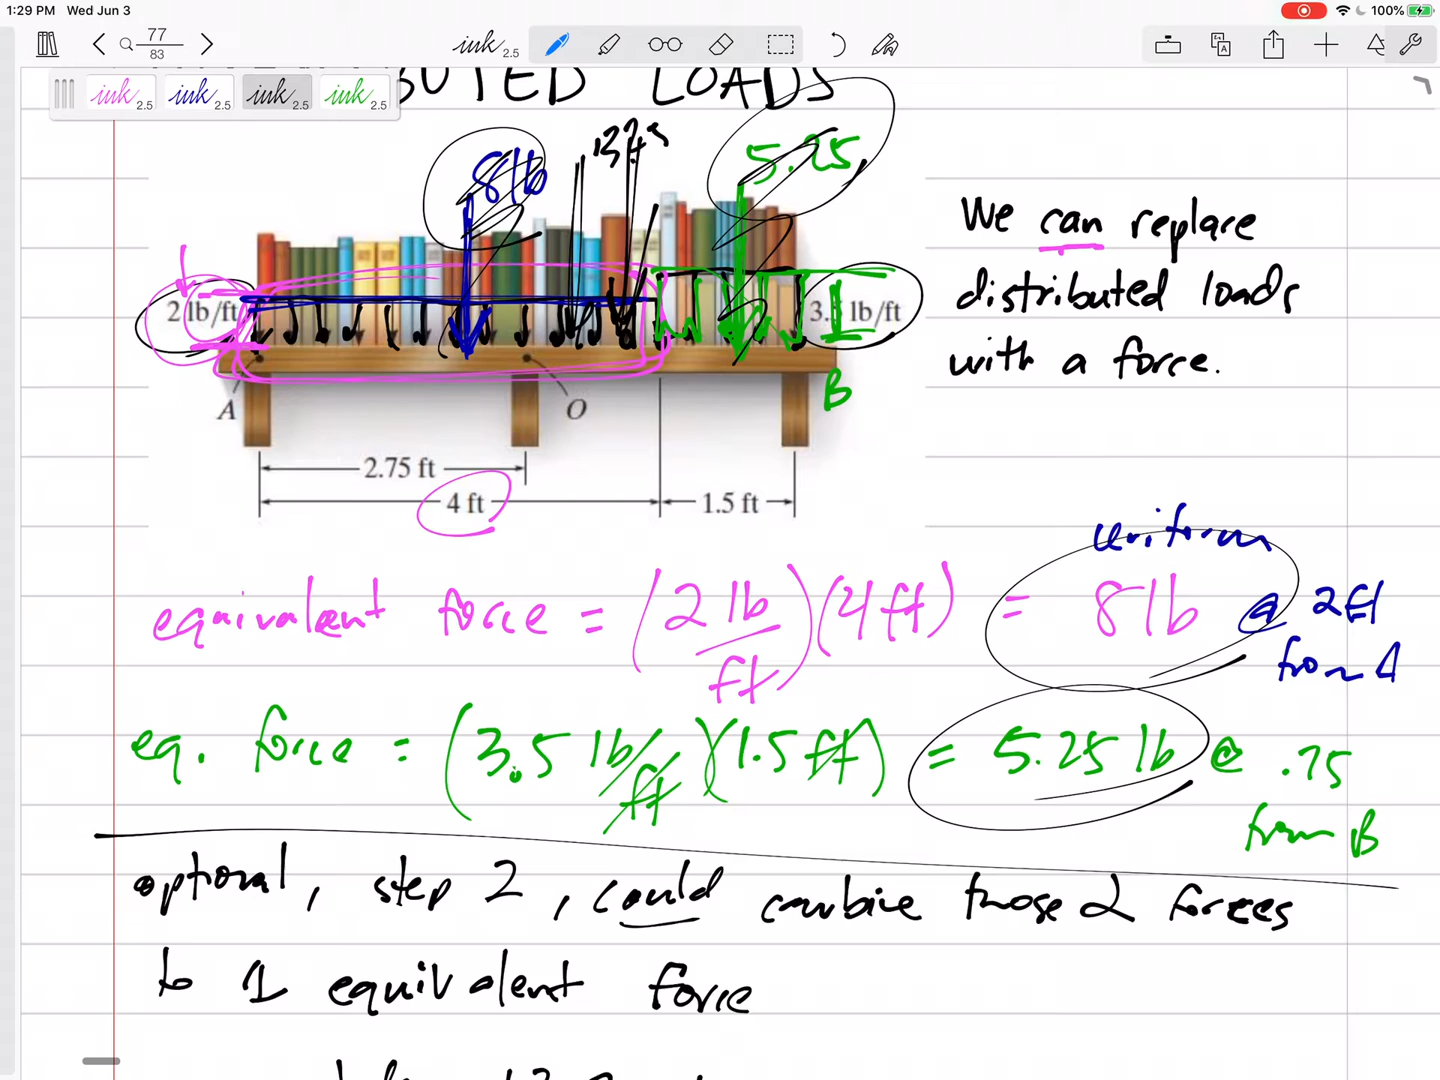 1:29 PM Wed Jun 3
100%
77
83
ink 2.5
ink 2.5 ink 2.5 ink 2.5 ink 2.5
LOADS
8lb
5.25
2 lb/ft
lb/ft
We can replace
distributed loads
with a force.
A
O
B
2.75 ft
4 ft
1.5 ft
uniform
equivalent force = (2 lb/ft)(4 ft) = 8 lb @ 2ft
from A
eq. force = (3.5 lb/ft)(1.5 ft) = 5.25 lb @ .75
from B
optional, step 2, could combine those 2 forces
to 1 equivalent force